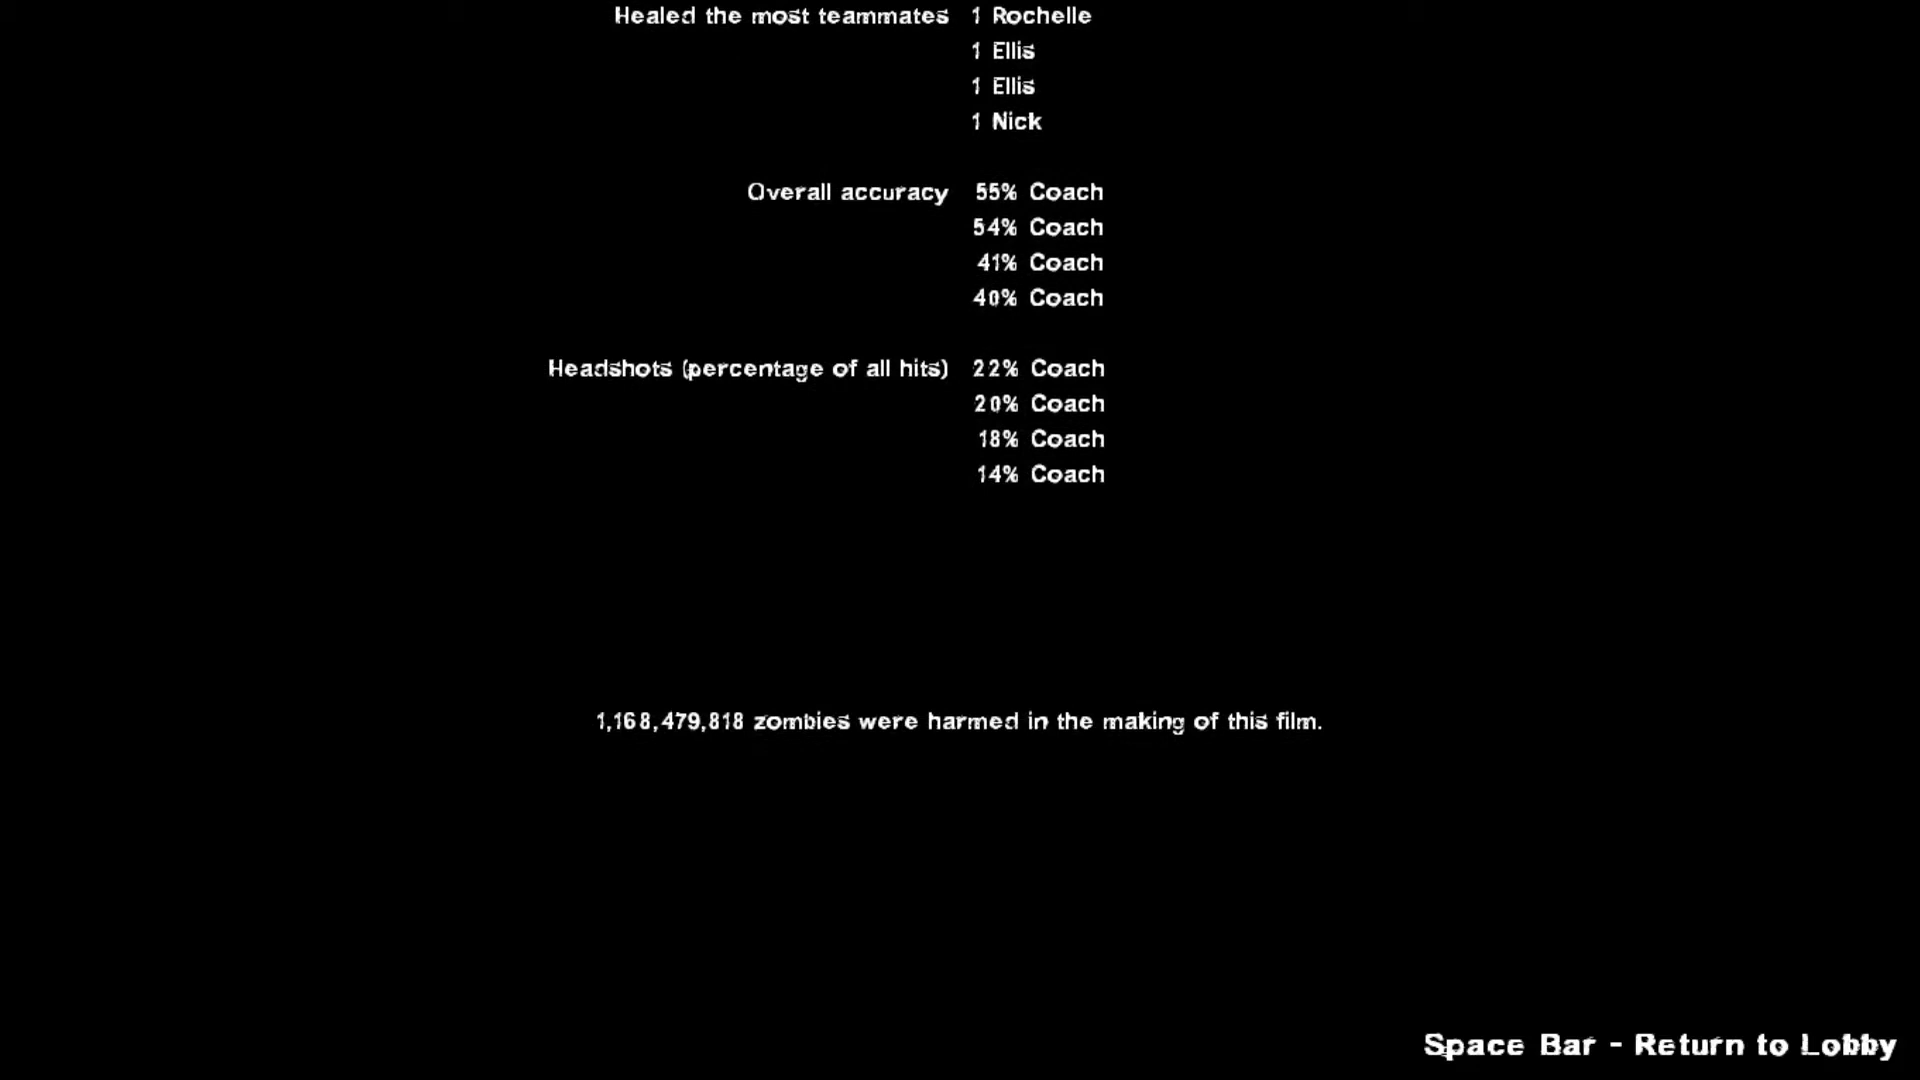 Healed the most teammates 1 Rochelle
1 Ellis
1 Ellis
1 Nick
Overall accuracy 55% Coach
54% Coach
41% Coach
40% Coach
Headshots (percentage of all hits) 22% Coach
20% Coach
18% Coach
14% Coach
1,168,479,818 zombies were harmed in the making of this film.
Space Bar - Return to Lobby